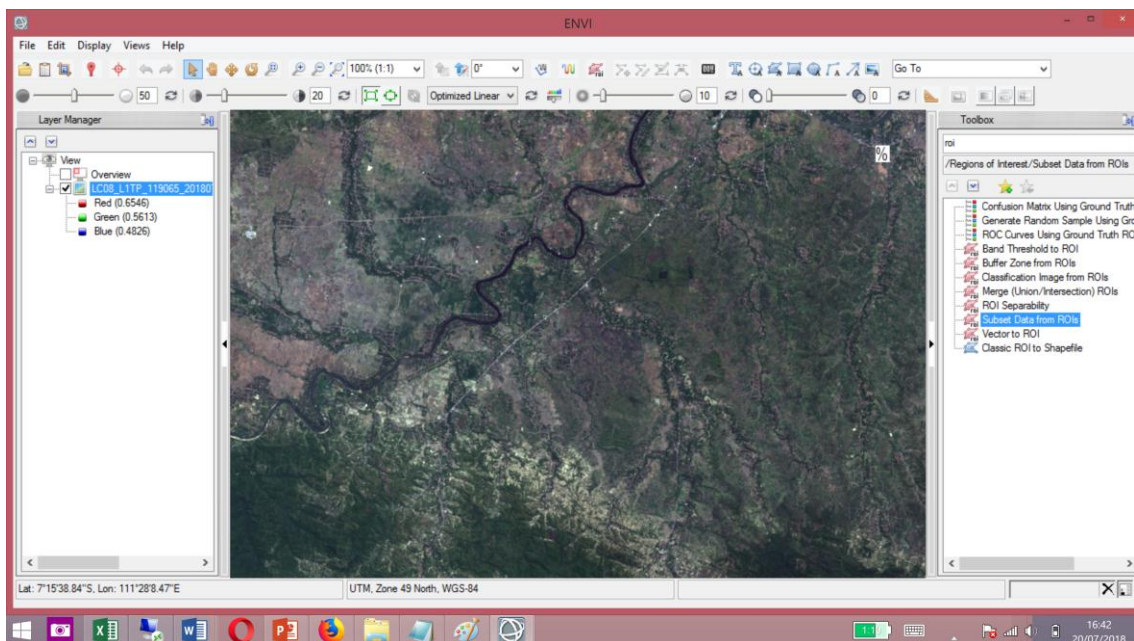 ENVI
File Edit Display Views Help
100% (1:1) 0° Go To
50 20 Optimized Linear 10 0
Layer Manager
View
Overview
LC08_L1TP_119065_20180
Red (0.6546)
Green (0.5613)
Blue (0.4826)
%
Toolbox
roi
/Regions of Interest/Subset Data from ROIs
Confusion Matrix Using Ground Truth
Generate Random Sample Using Gro
ROC Curves Using Ground Truth RO
Band Threshold to ROI
Buffer Zone from ROIs
Classification Image from ROIs
Merge (Union/Intersection) ROIs
ROI Separability
Subset Data from ROIs
Vector to ROI
Classic ROI to Shapefile
Lat: 7°15'38.84"S, Lon: 111°28'8.47"E UTM, Zone 49 North, WGS-84
16:42
20/07/2018